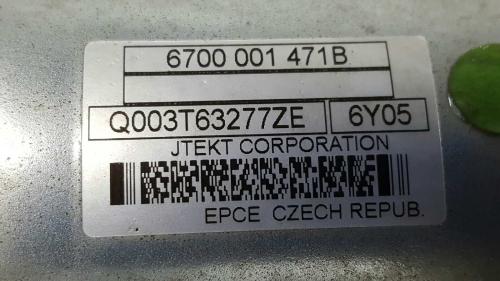 6700 001 471B
Q003T63277ZE 6Y05
JTEKT CORPORATION
EPCE CZECH REPUB.